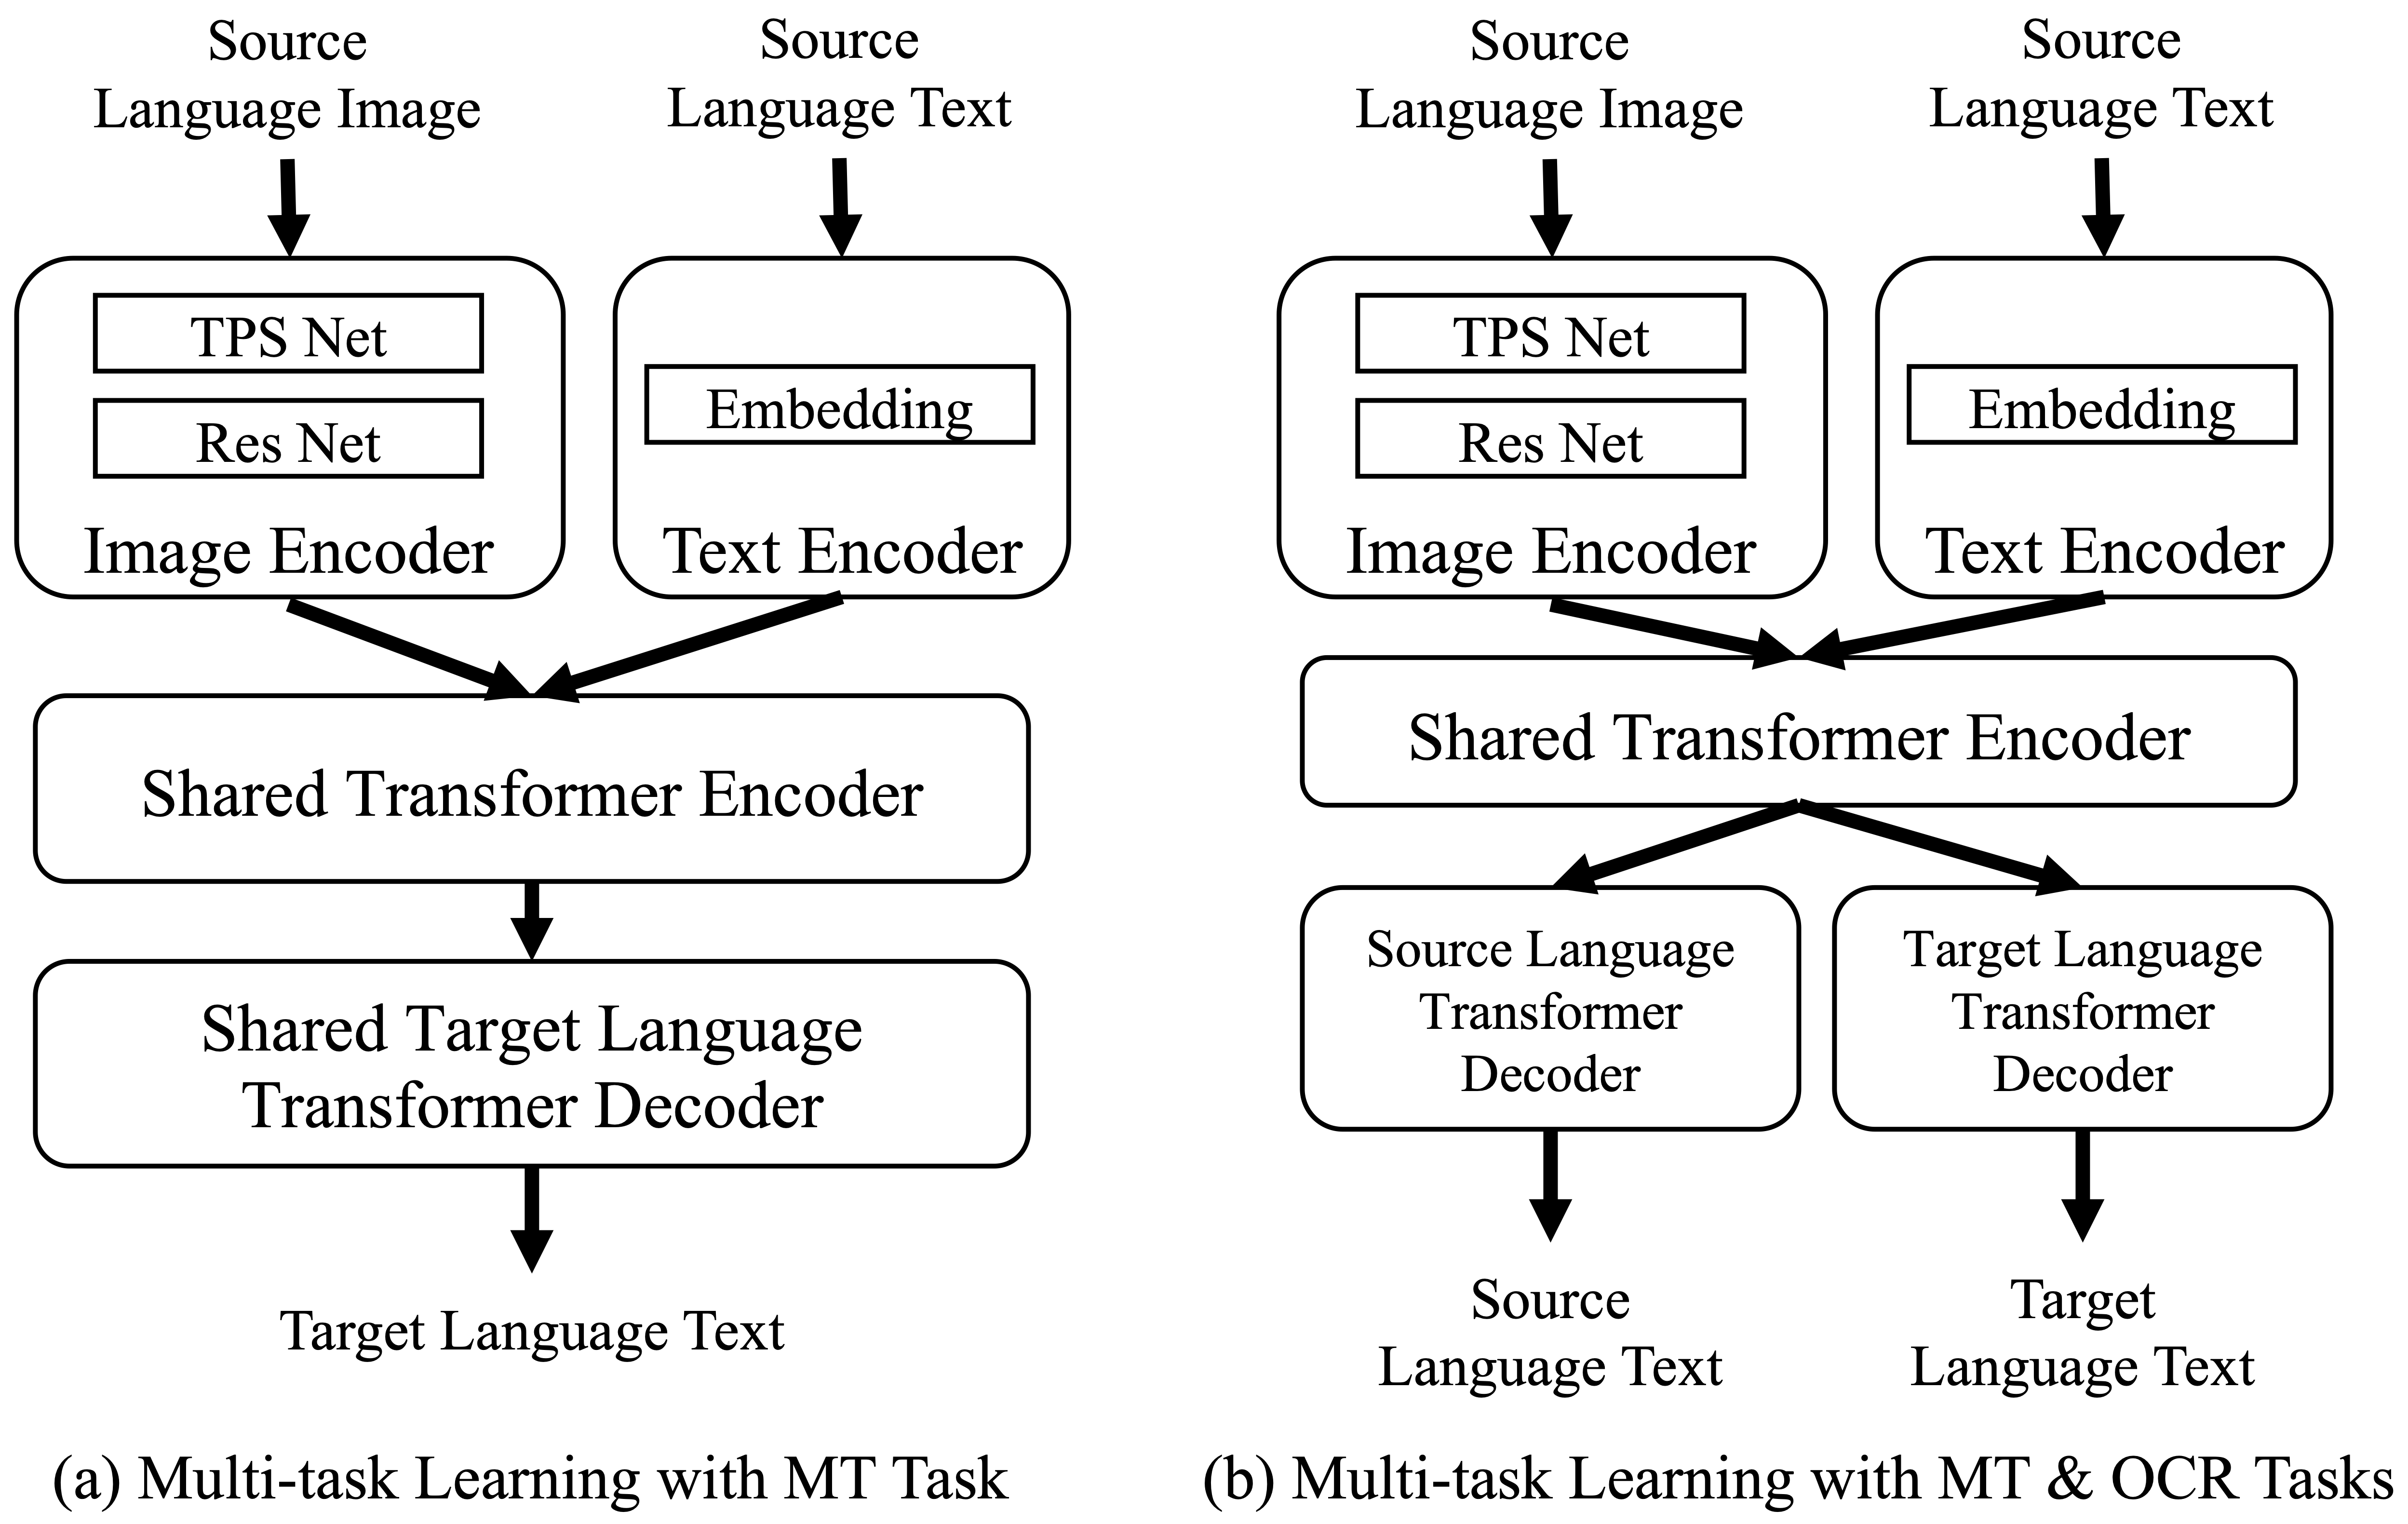 Source
Language Image
Source
Language Text
TPS Net
Res Net
Image Encoder
Embedding
Text Encoder
Shared Transformer Encoder
Shared Target Language
Transformer Decoder
Target Language Text
(a) Multi-task Learning with MT Task
Source
Language Image
Source
Language Text
TPS Net
Res Net
Image Encoder
Embedding
Text Encoder
Shared Transformer Encoder
Source Language
Transformer
Decoder
Target Language
Transformer
Decoder
Source
Language Text
Target
Language Text
(b) Multi-task Learning with MT & OCR Tasks